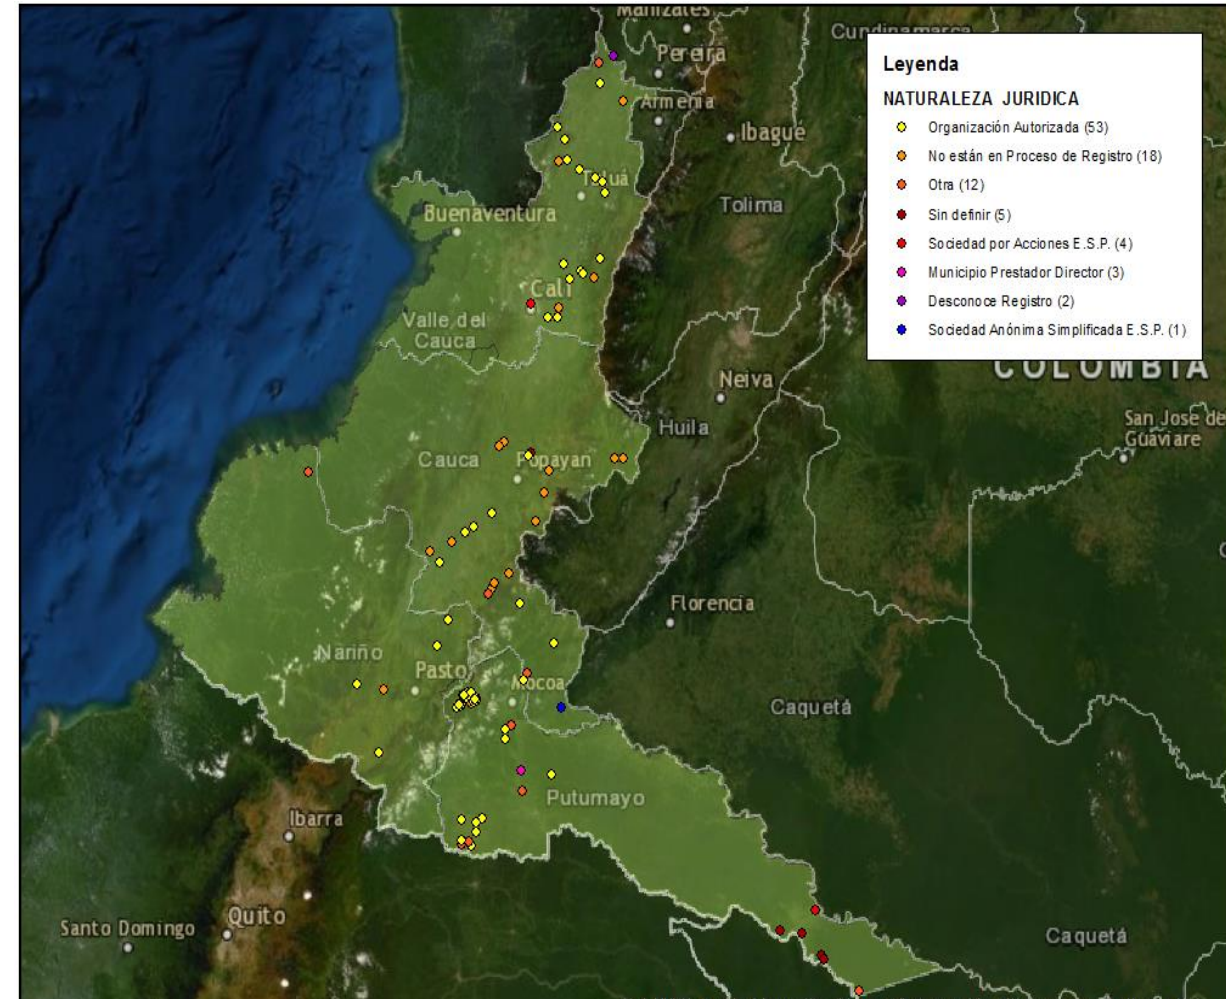 Manizales
Cundinamarca
Pereira
Leyenda
NATURALEZA JURIDICA
Armenia
Organización Autorizada (53)
Ibagué
No están en Proceso de Registro (18)
Tuluá
Otra (12)
Tolima
Buenaventura
Sin definir (5)
Sociedad por Acciones E.S.P. (4)
Municipio Prestador Director (3)
Cali
Desconoce Registro (2)
Valle del
Cauca
Sociedad Anónima Simplificada E.S.P. (1)
COLOMBIA
Neiva
San José de
Guaviare
Huila
Cauca
Popayan
Florencia
Nariño
Pasto
Mocoa
Caquetá
Putumayo
Ibarra
Quito
Santo Domingo
Caquetá